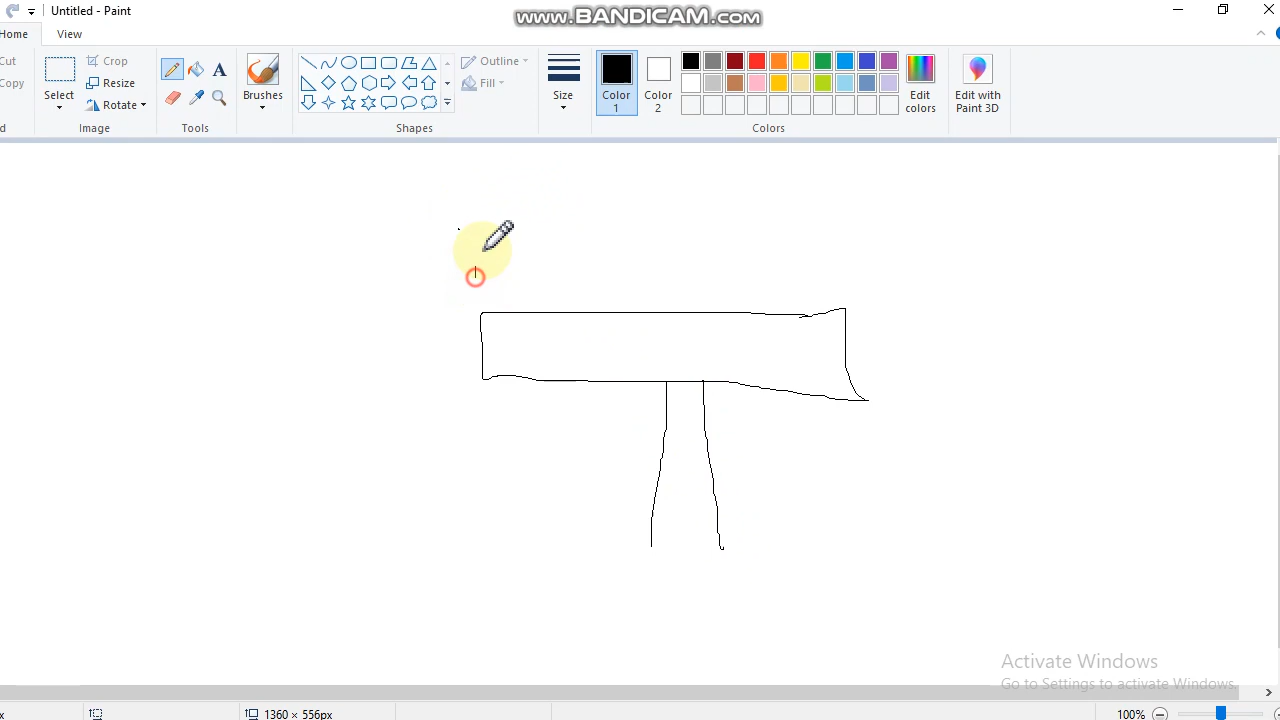 Untitled - Paint
www.BANDICAM.com
Home
View
Cut
Copy
Select
Crop
Resize
Rotate
Image
Tools
Brushes
Shapes
Outline
Fill
Size
Color
1
Color
2
Edit
colors
Edit with
Paint 3D
Colors
Activate Windows
Go to Settings to activate Windows.
1360 × 556px
100%